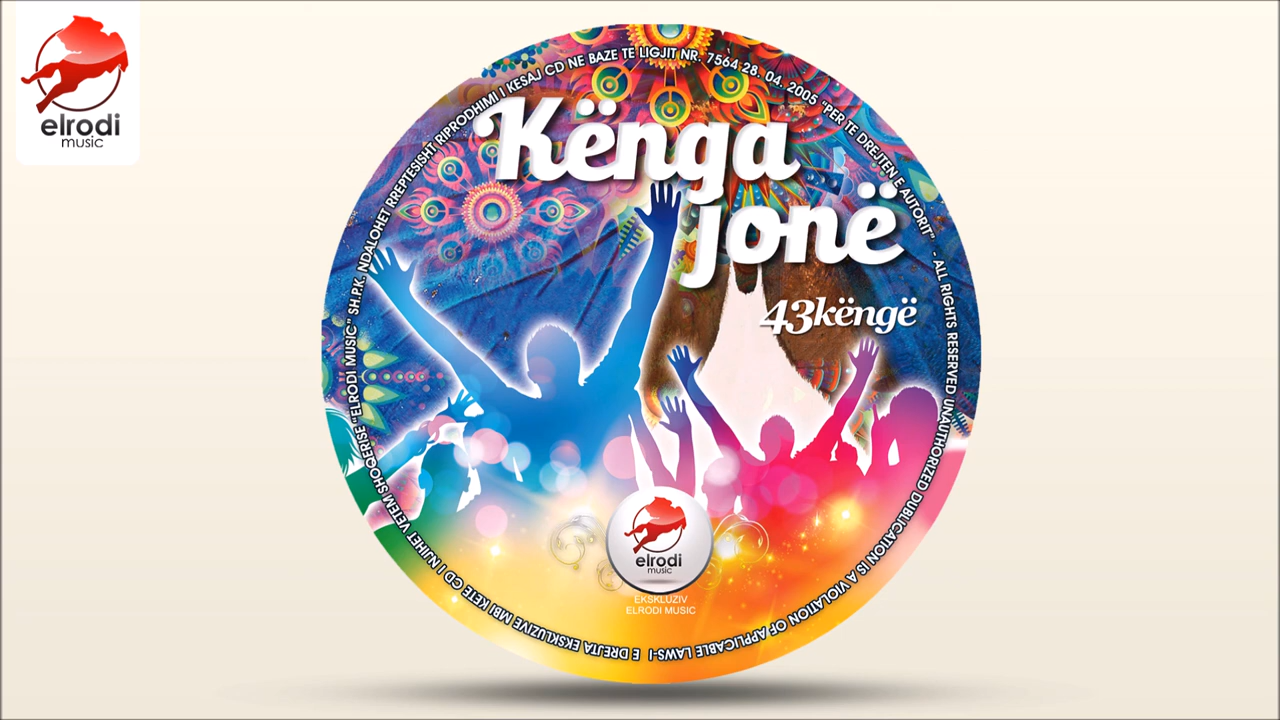 elrodi
music
NDALOHET RREPTESISHT RIPRODHIMI I KESAJ CD NE BAZE TE LIGJIT NR. 7564 28. 04. 2005 "PER TE DREJTEN E AUTORIT" - ALL RIGHTS RESERVED UNAUTHORIZED DUBLICATION IS A VIOLATION OF APPLICABLE LAWS-I
E DREJTA EKSKLUZIVE MBI KETE CD I NJIHET VETEM SHOQERISE "ELRODI MUSIC" SH.P.K.
Kënga
jonë
43këngë
elrodi
music
EKSKLUZIV
ELRODI MUSIC